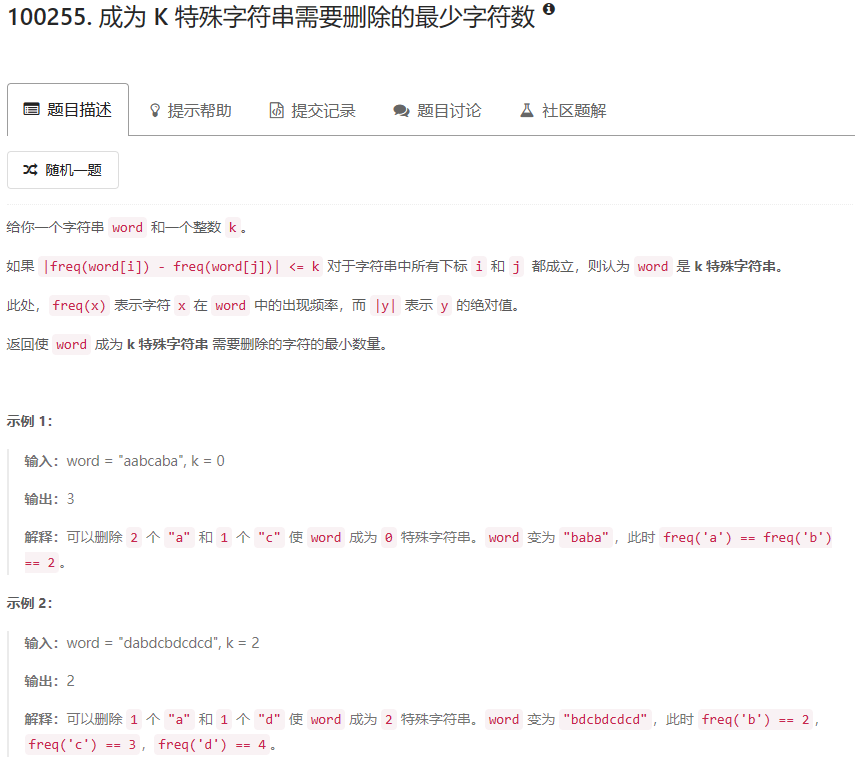 100255. 成为 K 特殊字符串需要删除的最少字符数
题目描述
提示帮助
提交记录
题目讨论
社区题解
随机一题
给你一个字符串 word 和一个整数 k。
如果 |freq(word[i]) - freq(word[j])| <= k 对于字符串中所有下标 i 和 j 都成立，则认为 word 是 k 特殊字符串。
此处，freq(x) 表示字符 x 在 word 中的出现频率，而 |y| 表示 y 的绝对值。
返回使 word 成为 k 特殊字符串 需要删除的字符的最小数量。
示例 1：
输入：word = "aabcaba", k = 0
输出：3
解释：可以删除 2 个 "a" 和 1 个 "c" 使 word 成为 0 特殊字符串。word 变为 "baba"，此时 freq('a') == freq('b')
== 2。
示例 2：
输入：word = "dabdcbdcdcd", k = 2
输出：2
解释：可以删除 1 个 "a" 和 1 个 "d" 使 word 成为 2 特殊字符串。word 变为 "bdcbdcdcd"，此时 freq('b') == 2，
freq('c') == 3，freq('d') == 4。